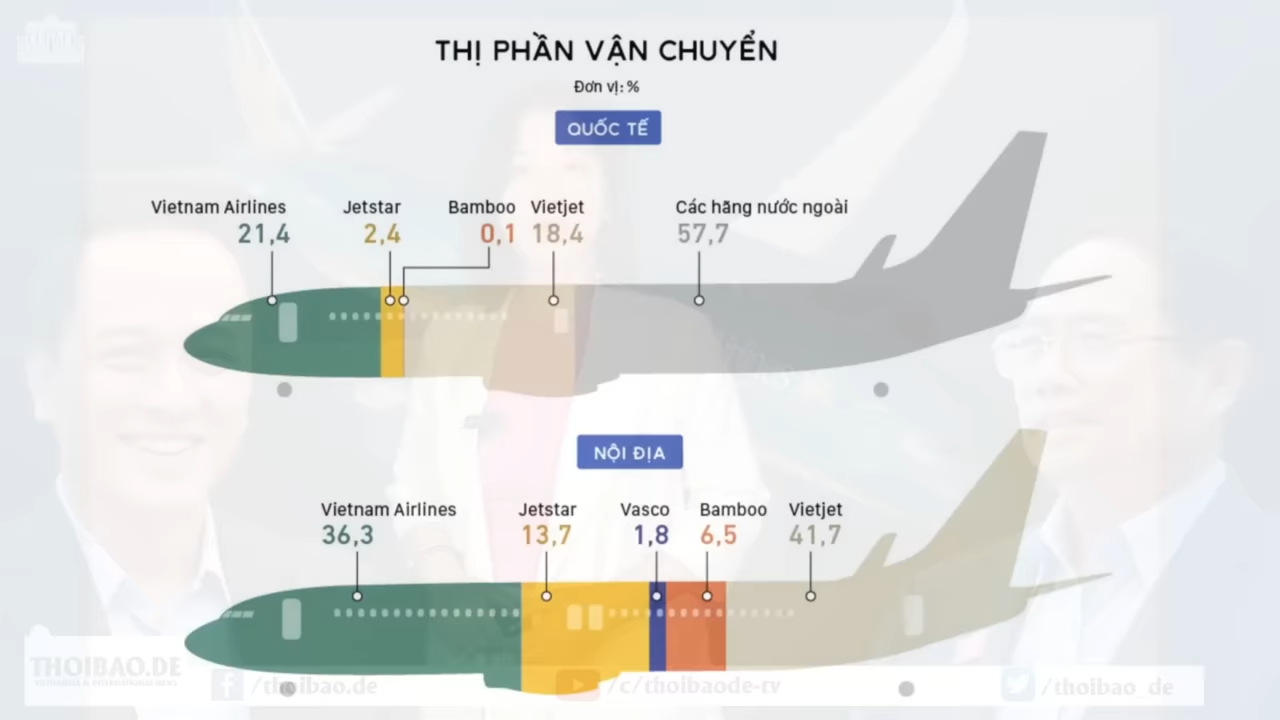 THỊ PHẦN VẬN CHUYỂN
Đơn vị: %
QUỐC TẾ
Vietnam Airlines Jetstar Bamboo Vietjet Các hãng nước ngoài
21,4 2,4 0,1 18,4 57,7
NỘI ĐỊA
Vietnam Airlines Jetstar Vasco Bamboo Vietjet
36,3 13,7 1,8 6,5 41,7
THOIBAO.DE
/thoibao.de /c/thoibaode-tv /thoibao_de